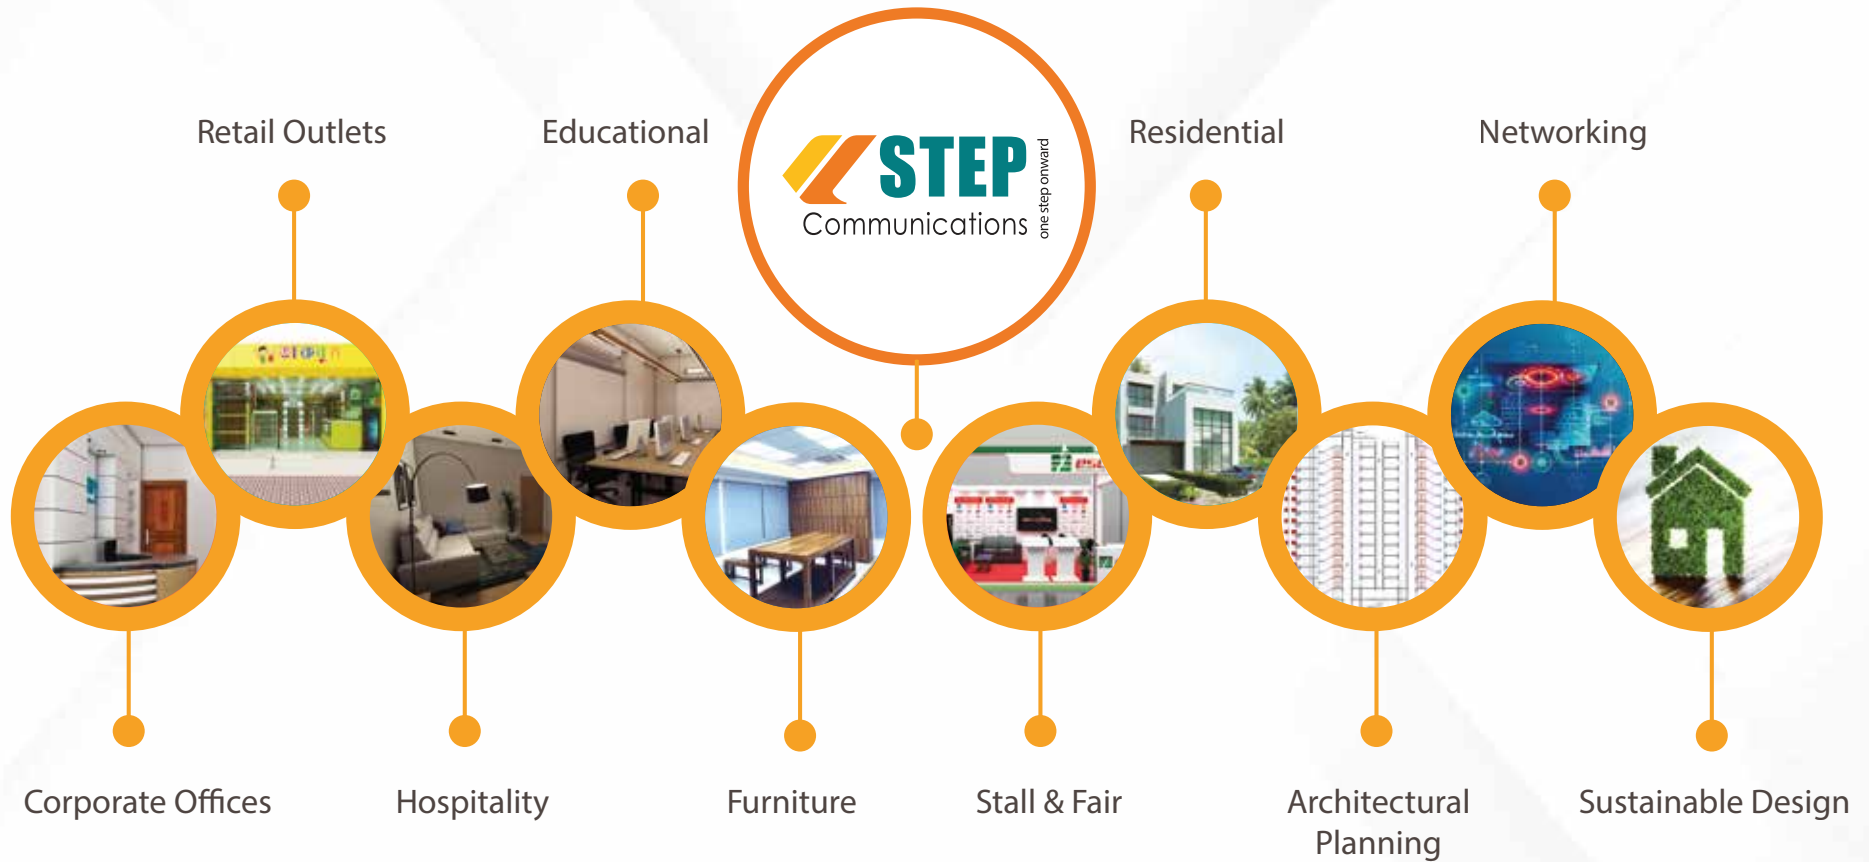 Retail Outlets
Educational
Residential
Networking
STEP
Communications
one step onward
Corporate Offices
Hospitality
Furniture
Stall & Fair
Architectural
Planning
Sustainable Design